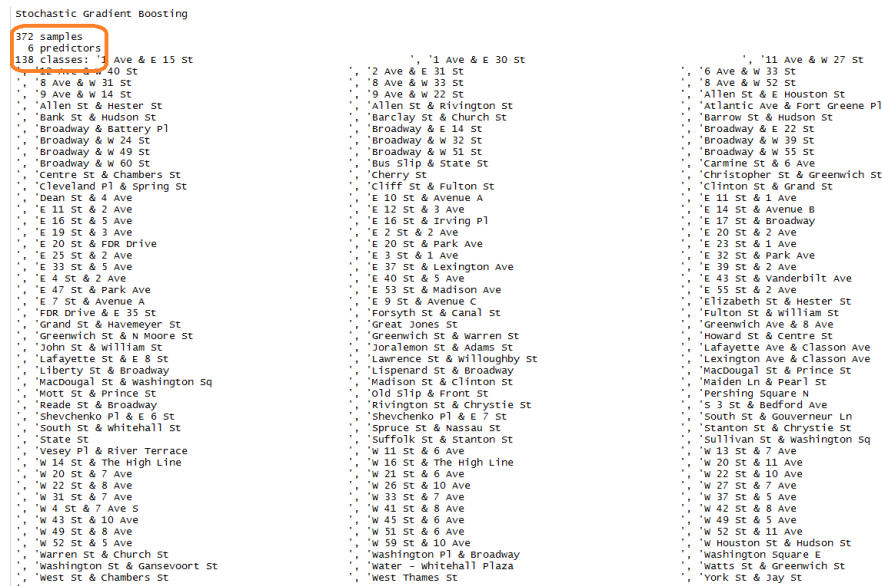 Stochastic Gradient Boosting
372 samples
6 predictors
138 classes: '1 Ave & E 15 St ', '1 Ave & E 30 St ', '11 Ave & W 27 St
', '12 Ave & W 40 St ', '2 Ave & E 31 St ', '6 Ave & W 33 St
', '8 Ave & W 31 St ', '8 Ave & W 33 St ', '8 Ave & W 52 St
', '9 Ave & W 14 St ', '9 Ave & W 22 St ', 'Allen St & E Houston St
', 'Allen St & Hester St ', 'Allen St & Rivington St ', 'Atlantic Ave & Fort Greene Pl
', 'Bank St & Hudson St ', 'Barclay St & Church St ', 'Barrow St & Hudson St
', 'Broadway & Battery Pl ', 'Broadway & E 14 St ', 'Broadway & E 22 St
', 'Broadway & W 24 St ', 'Broadway & W 32 St ', 'Broadway & W 39 St
', 'Broadway & W 49 St ', 'Broadway & W 51 St ', 'Broadway & W 55 St
', 'Broadway & W 60 St ', 'Bus Slip & State St ', 'Carmine St & 6 Ave
', 'Centre St & Chambers St ', 'Cherry St ', 'Christopher St & Greenwich St
', 'Cleveland Pl & Spring St ', 'Cliff St & Fulton St ', 'Clinton St & Grand St
', 'Dean St & 4 Ave ', 'E 10 St & Avenue A ', 'E 11 St & 1 Ave
', 'E 11 St & 2 Ave ', 'E 12 St & 3 Ave ', 'E 14 St & Avenue B
', 'E 16 St & 5 Ave ', 'E 16 St & Irving Pl ', 'E 17 St & Broadway
', 'E 19 St & 3 Ave ', 'E 2 St & 2 Ave ', 'E 20 St & 2 Ave
', 'E 20 St & FDR Drive ', 'E 20 St & Park Ave ', 'E 23 St & 1 Ave
', 'E 25 St & 2 Ave ', 'E 3 St & 1 Ave ', 'E 32 St & Park Ave
', 'E 33 St & 5 Ave ', 'E 37 St & Lexington Ave ', 'E 39 St & 2 Ave
', 'E 4 St & 2 Ave ', 'E 40 St & 5 Ave ', 'E 43 St & Vanderbilt Ave
', 'E 47 St & Park Ave ', 'E 53 St & Madison Ave ', 'E 55 St & 2 Ave
', 'E 7 St & Avenue A ', 'E 9 St & Avenue C ', 'Elizabeth St & Hester St
', 'FDR Drive & E 35 St ', 'Forsyth St & Canal St ', 'Fulton St & William St
', 'Grand St & Havemeyer St ', 'Great Jones St ', 'Greenwich Ave & 8 Ave
', 'Greenwich St & N Moore St ', 'Greenwich St & Warren St ', 'Howard St & Centre St
', 'John St & William St ', 'Joralemon St & Adams St ', 'Lafayette Ave & Classon Ave
', 'Lafayette St & E 8 St ', 'Lawrence St & Willoughby St ', 'Lexington Ave & Classon Ave
', 'Liberty St & Broadway ', 'Lispenard St & Broadway ', 'MacDougal St & Prince St
', 'MacDougal St & Washington Sq ', 'Madison St & Clinton St ', 'Maiden Ln & Pearl St
', 'Mott St & Prince St ', 'Old Slip & Front St ', 'Pershing Square N
', 'Reade St & Broadway ', 'Rivington St & Chrystie St ', 'S 3 St & Bedford Ave
', 'Shevchenko Pl & E 6 St ', 'Shevchenko Pl & E 7 St ', 'South St & Gouverneur Ln
', 'South St & Whitehall St ', 'Spruce St & Nassau St ', 'Stanton St & Chrystie St
', 'State St ', 'Suffolk St & Stanton St ', 'Sullivan St & Washington Sq
', 'Vesey Pl & River Terrace ', 'W 11 St & 6 Ave ', 'W 13 St & 7 Ave
', 'W 14 St & The High Line ', 'W 16 St & The High Line ', 'W 20 St & 11 Ave
', 'W 20 St & 7 Ave ', 'W 21 St & 6 Ave ', 'W 22 St & 10 Ave
', 'W 22 St & 8 Ave ', 'W 26 St & 10 Ave ', 'W 27 St & 7 Ave
', 'W 31 St & 7 Ave ', 'W 33 St & 7 Ave ', 'W 37 St & 5 Ave
', 'W 4 St & 7 Ave S ', 'W 41 St & 8 Ave ', 'W 42 St & 8 Ave
', 'W 43 St & 10 Ave ', 'W 45 St & 6 Ave ', 'W 49 St & 5 Ave
', 'W 49 St & 8 Ave ', 'W 51 St & 6 Ave ', 'W 52 St & 11 Ave
', 'W 52 St & 5 Ave ', 'W 59 St & 10 Ave ', 'W Houston St & Hudson St
', 'Warren St & Church St ', 'Washington Pl & Broadway ', 'Washington Square E
', 'Washington St & Gansevoort St ', 'Water - Whitehall Plaza ', 'Watts St & Greenwich St
', 'West St & Chambers St ', 'West Thames St ', 'York St & Jay St